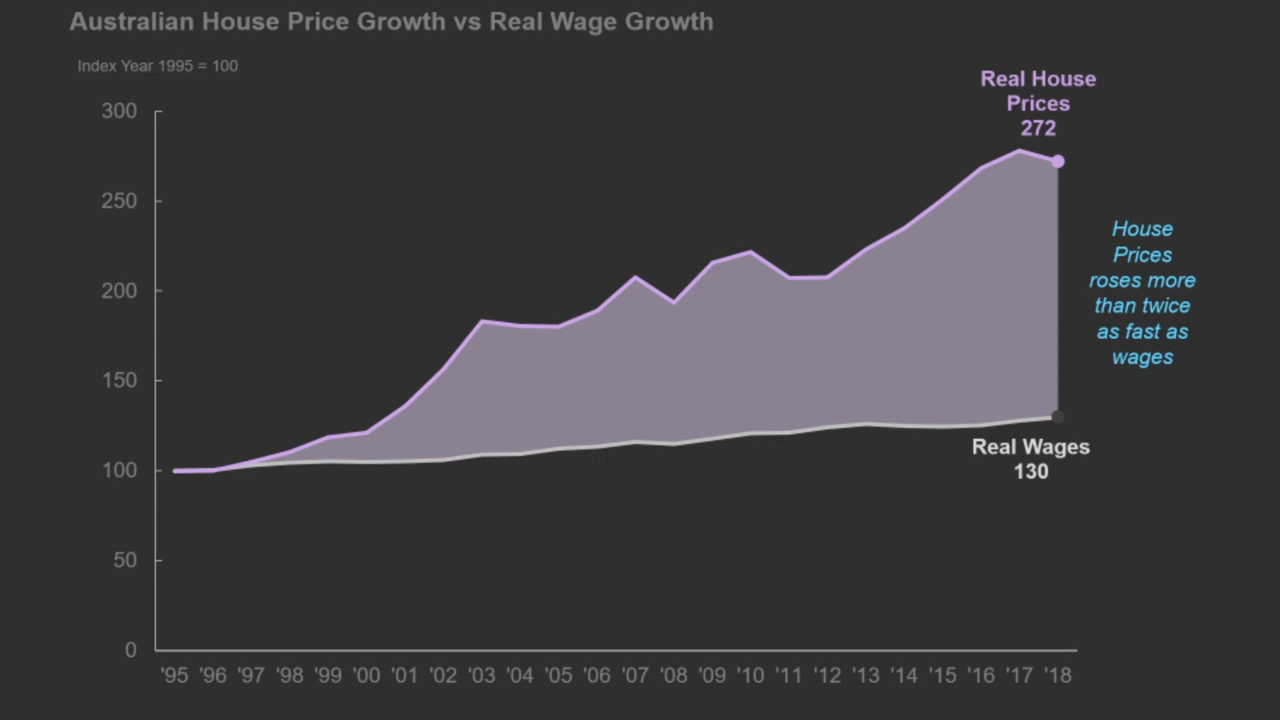 Australian House Price Growth vs Real Wage Growth
Index Year 1995 = 100
Real House
Prices
272
300
250
200
150
100
50
0
House
Prices
roses more
than twice
as fast as
wages
Real Wages
130
'95 '96 '97 '98 '99 '00 '01 '02 '03 '04 '05 '06 '07 '08 '09 '10 '11 '12 '13 '14 '15 '16 '17 '18